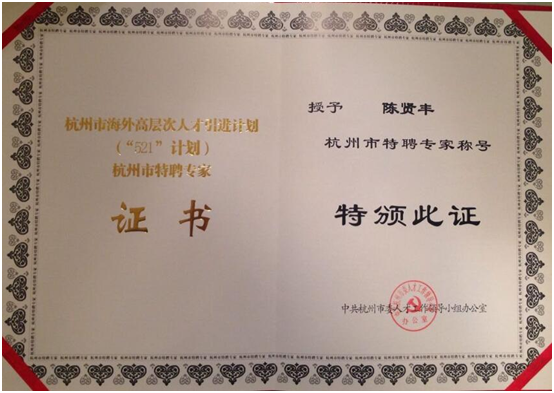 杭州市海外高层次人才引进计划
(“521”计划)
杭州市特聘专家
证书
授予 陈贤丰
杭州市特聘专家称号
特颁此证
中共杭州市委人才工作领导小组办公室
办公室